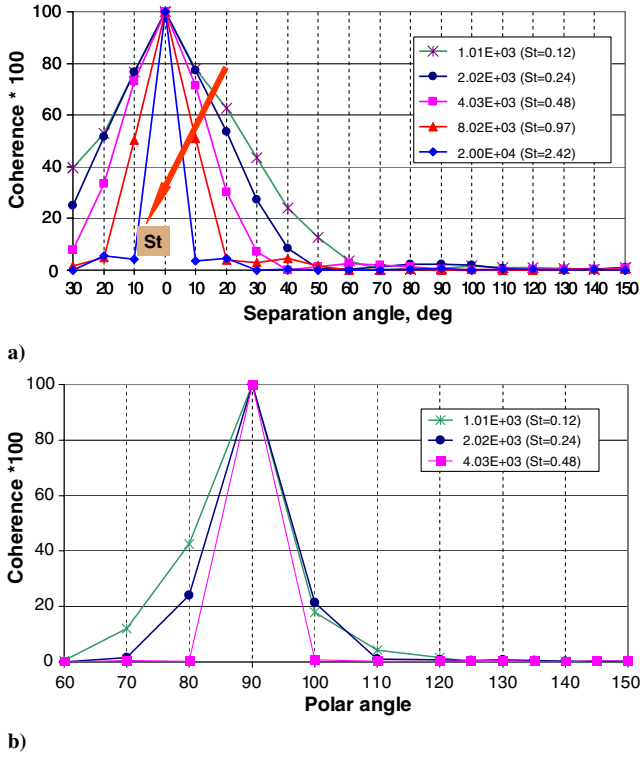 100
80
60
40
20
0
Coherence * 100
1.01E+03 (St=0.12)
2.02E+03 (St=0.24)
4.03E+03 (St=0.48)
8.02E+03 (St=0.97)
2.00E+04 (St=2.42)
St
30 20 10 0 10 20 30 40 50 60 70 80 90 100 110 120 130 140 150
Separation angle, deg
a)
100
80
60
40
20
0
Coherence *100
1.01E+03 (St=0.12)
2.02E+03 (St=0.24)
4.03E+03 (St=0.48)
60 70 80 90 100 110 120 130 140 150
Polar angle
b)